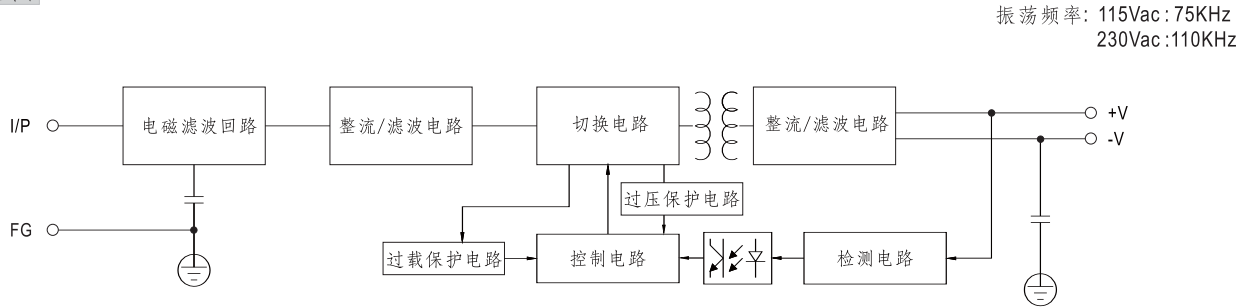 振荡频率: 115Vac : 75KHz
230Vac :110KHz
I/P
电磁滤波回路
整流/滤波电路
切换电路
整流/滤波电路
+V
-V
过压保护电路
FG
过载保护电路
控制电路
检测电路